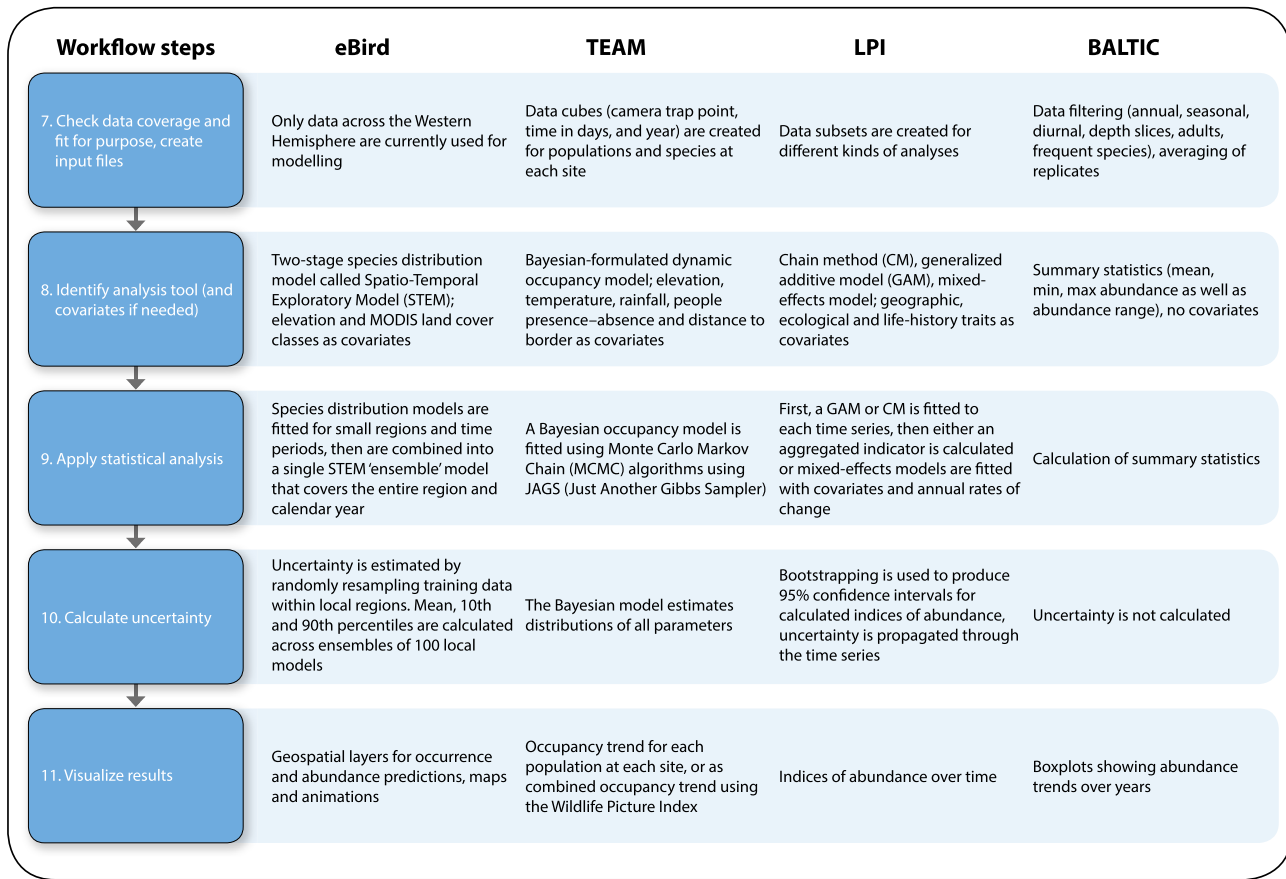 Workflow steps
eBird
TEAM
LPI
BALTIC
7. Check data coverage and
fit for purpose, create
input files
Only data across the Western
Hemisphere are currently used for
modelling
Data cubes (camera trap point,
time in days, and year) are created
for populations and species at
each site
Data subsets are created for
different kinds of analyses
Data filtering (annual, seasonal,
diurnal, depth slices, adults,
frequent species), averaging of
replicates
8. Identify analysis tool (and
covariates if needed)
Two-stage species distribution
model called Spatio-Temporal
Exploratory Model (STEM);
elevation and MODIS land cover
classes as covariates
Bayesian-formulated dynamic
occupancy model; elevation,
temperature, rainfall, people
presence–absence and distance to
border as covariates
Chain method (CM), generalized
additive model (GAM), mixed-
effects model; geographic,
ecological and life-history traits as
covariates
Summary statistics (mean,
min, max abundance as well as
abundance range), no covariates
9. Apply statistical analysis
Species distribution models are
fitted for small regions and time
periods, then are combined into
a single STEM ‘ensemble’ model
that covers the entire region and
calendar year
A Bayesian occupancy model is
fitted using Monte Carlo Markov
Chain (MCMC) algorithms using
JAGS (Just Another Gibbs Sampler)
First, a GAM or CM is fitted to
each time series, then either an
aggregated indicator is calculated
or mixed-effects models are fitted
with covariates and annual rates of
change
Calculation of summary statistics
10. Calculate uncertainty
Uncertainty is estimated by
randomly resampling training data
within local regions. Mean, 10th
and 90th percentiles are calculated
across ensembles of 100 local
models
The Bayesian model estimates
distributions of all parameters
Bootstrapping is used to produce
95% confidence intervals for
calculated indices of abundance,
uncertainty is propagated through
the time series
Uncertainty is not calculated
11. Visualize results
Geospatial layers for occurrence
and abundance predictions, maps
and animations
Occupancy trend for each
population at each site, or as
combined occupancy trend using
the Wildlife Picture Index
Indices of abundance over time
Boxplots showing abundance
trends over years